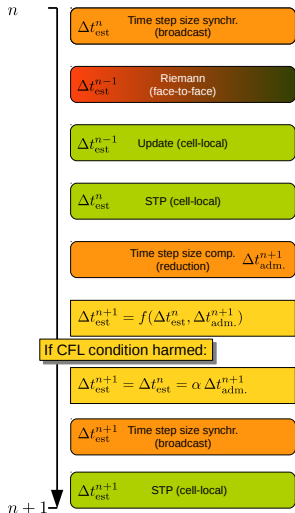 n
Δt^n_est Time step size synchr.
(broadcast)
Δt^{n−1}_est Riemann
(face-to-face)
Δt^{n−1}_est Update (cell-local)
Δt^n_est STP (cell-local)
Time step size comp. Δt^{n+1}_adm.
(reduction)
Δt^{n+1}_est = f(Δt^n_est, Δt^{n+1}_adm.)
If CFL condition harmed:
Δt^{n+1}_est = Δt^n_est = α Δt^{n+1}_adm.
Δt^{n+1}_est Time step size synchr.
(broadcast)
Δt^{n+1}_est STP (cell-local)
n + 1